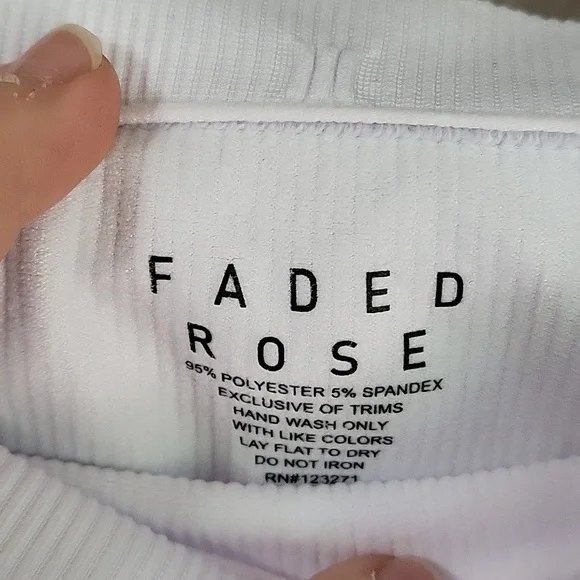 FADED
ROSE
95% POLYESTER 5% SPANDEX
EXCLUSIVE OF TRIMS
HAND WASH ONLY
WITH LIKE COLORS
LAY FLAT TO DRY
DO NOT IRON
RN#123271